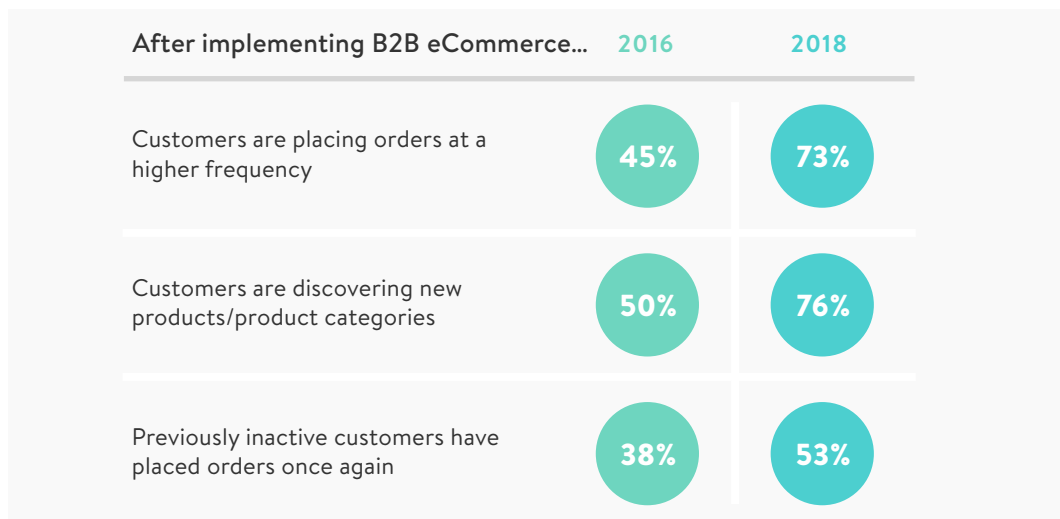 After implementing B2B eCommerce... 2016 2018
Customers are placing orders at a
higher frequency
45% 73%
Customers are discovering new
products/product categories
50% 76%
Previously inactive customers have
placed orders once again
38% 53%